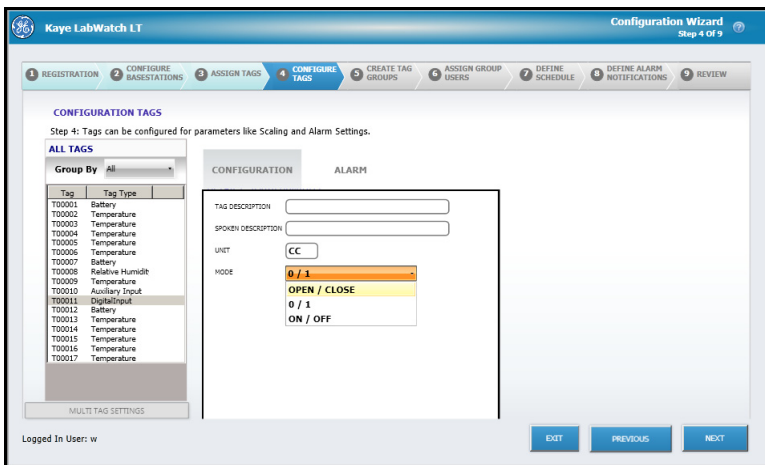 Kaye LabWatch LT
Configuration Wizard
Step 4 Of 9
1 REGISTRATION
2 CONFIGURE BASESTATIONS
3 ASSIGN TAGS
4 CONFIGURE TAGS
5 CREATE TAG GROUPS
6 ASSIGN GROUP USERS
7 DEFINE SCHEDULE
8 DEFINE ALARM NOTIFICATIONS
9 REVIEW
CONFIGURATION TAGS
Step 4: Tags can be configured for parameters like Scaling and Alarm Settings.
ALL TAGS
Group By All
Tag Tag Type
T00001 Battery
T00002 Temperature
T00003 Temperature
T00004 Temperature
T00005 Temperature
T00006 Temperature
T00007 Battery
T00008 Relative Humidit
T00009 Temperature
T00010 Auxiliary Input
T00011 DigitalInput
T00012 Battery
T00013 Temperature
T00014 Temperature
T00015 Temperature
T00016 Temperature
T00017 Temperature
MULTI TAG SETTINGS
CONFIGURATION ALARM
TAG DESCRIPTION
SPOKEN DESCRIPTION
UNIT CC
MODE 0 / 1
OPEN / CLOSE
0 / 1
ON / OFF
Logged In User: w
EXIT PREVIOUS NEXT